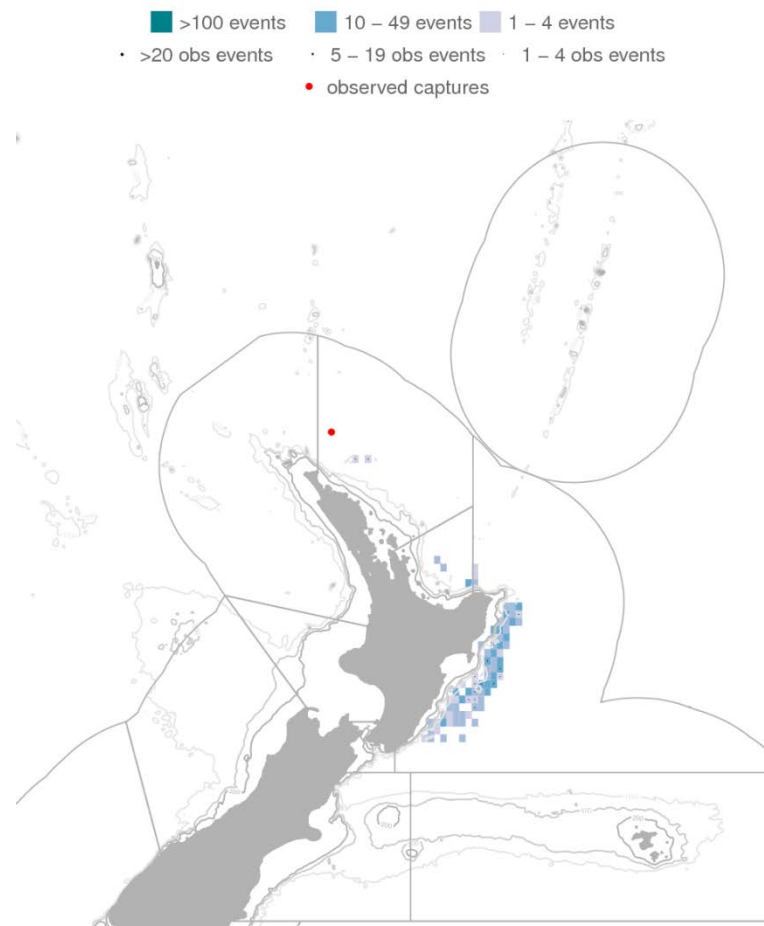 >100 events 10 – 49 events 1 – 4 events
>20 obs events 5 – 19 obs events 1 – 4 obs events
observed captures